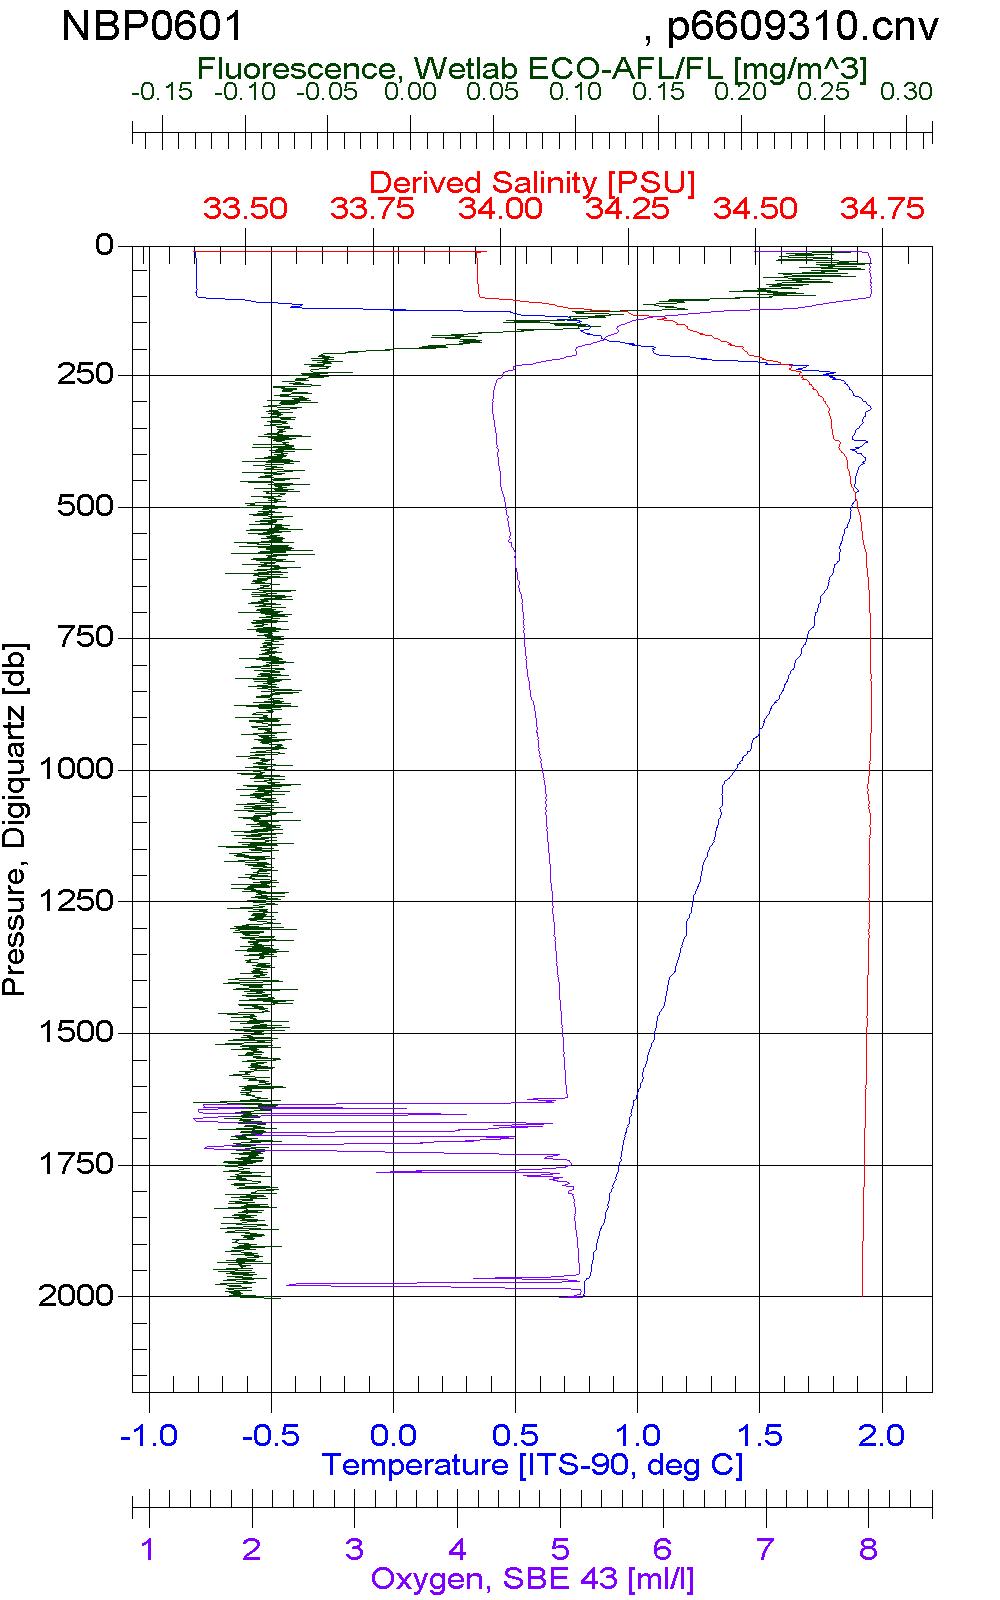 NBP0601 , p6609310.cnv
Fluorescence, Wetlab ECO-AFL/FL [mg/m^3]
-0.15 -0.10 -0.05 0.00 0.05 0.10 0.15 0.20 0.25 0.30
Derived Salinity [PSU]
33.50 33.75 34.00 34.25 34.50 34.75
0
250
500
750
1000
1250
1500
1750
2000
Pressure, Digiquartz [db]
-1.0 -0.5 0.0 0.5 1.0 1.5 2.0
Temperature [ITS-90, deg C]
1 2 3 4 5 6 7 8
Oxygen, SBE 43 [ml/l]